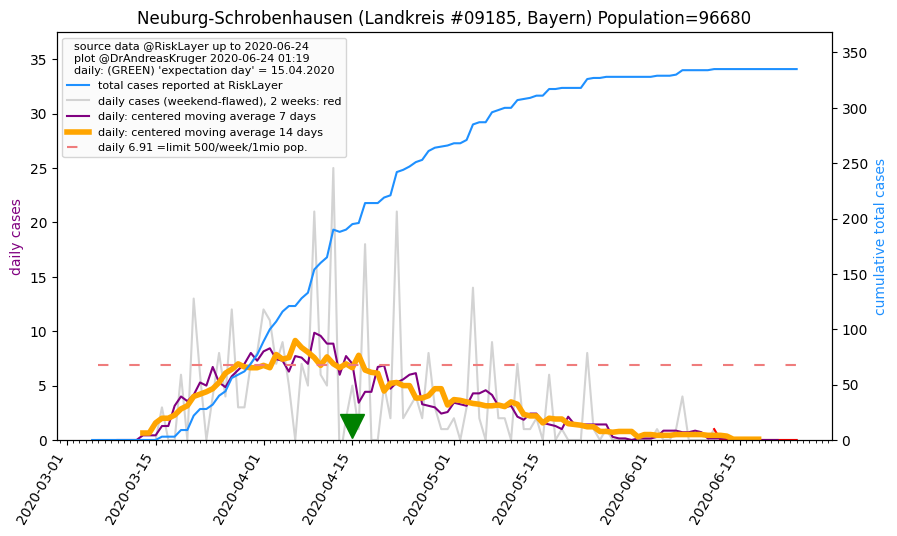 Neuburg-Schrobenhausen (Landkreis #09185, Bayern) Population=96680
source data @RiskLayer up to 2020-06-24
plot @DrAndreasKruger 2020-06-24 01:19
daily: (GREEN) 'expectation day' = 15.04.2020
total cases reported at RiskLayer
daily cases (weekend-flawed), 2 weeks: red
daily: centered moving average 7 days
daily: centered moving average 14 days
daily 6.91 =limit 500/week/1mio pop.
daily cases
35
30
25
20
15
10
5
0
cumulative total cases
350
300
250
200
150
100
50
0
2020-03-01
2020-03-15
2020-04-01
2020-04-15
2020-05-01
2020-05-15
2020-06-01
2020-06-15